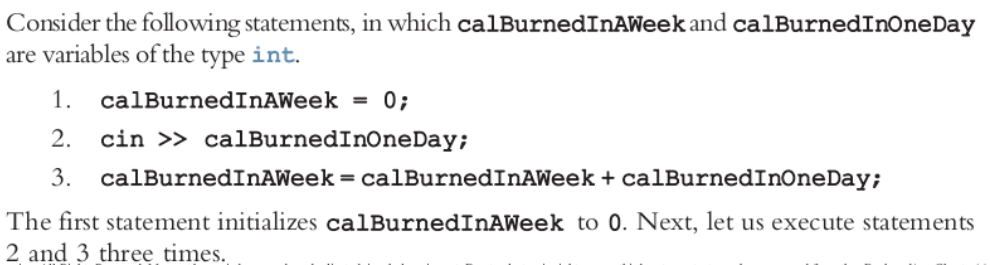 Consider the following statements, in which calBurnedInAWeek and calBurnedInOneDay
are variables of the type int.
1. calBurnedInAWeek = 0;
2. cin >> calBurnedInOneDay;
3. calBurnedInAWeek = calBurnedInAWeek + calBurnedInOneDay;
The first statement initializes calBurnedInAWeek to 0. Next, let us execute statements
2 and 3 three times.